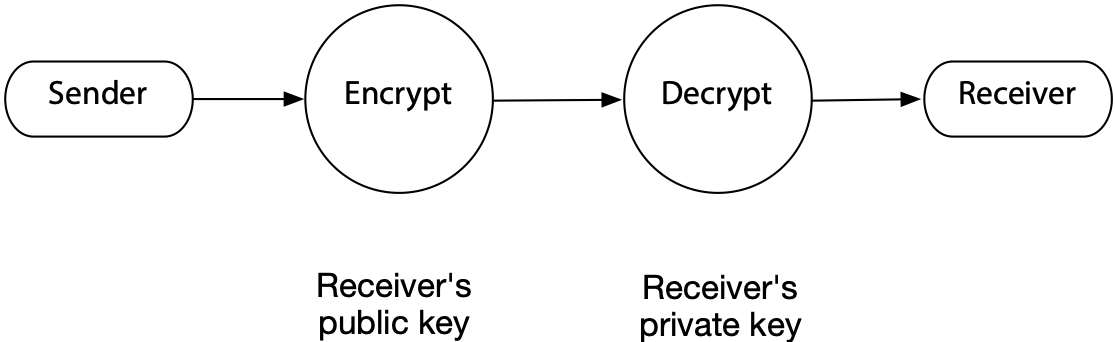 Sender
Encrypt
Decrypt
Receiver
Receiver's
public key
Receiver's
private key